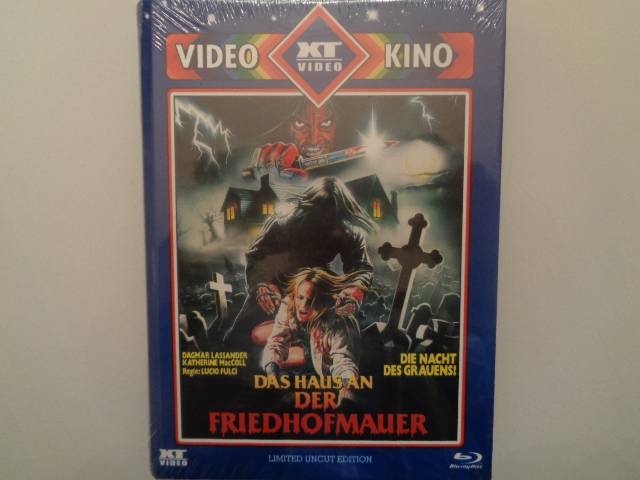 VIDEO XT VIDEO KINO
DAGMAR LASSANDER
KATHERINE MacCOLL
Regie: LUCIO FULCI
DIE NACHT
DES GRAUENS!
DAS HAUS AN
DER
FRIEDHOFMAUER
XT
VIDEO
LIMITED UNCUT EDITION
Blu-ray Disc